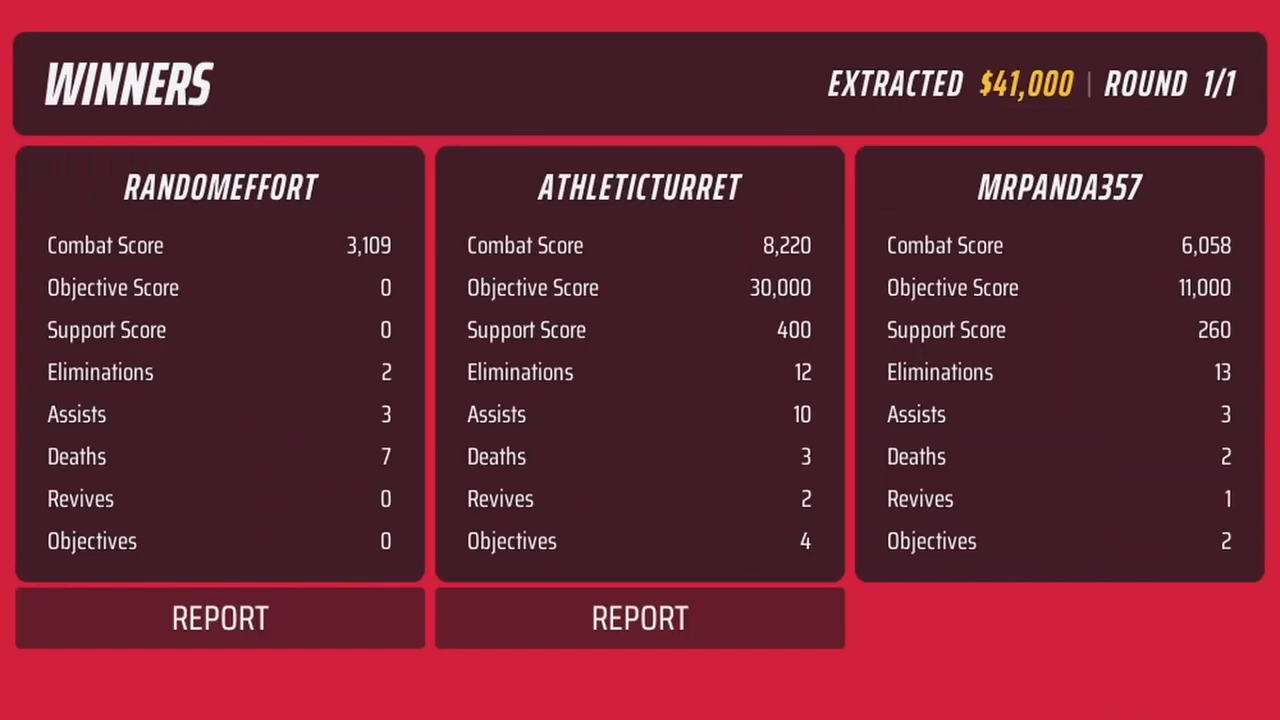 WINNERS
EXTRACTED $41,000 | ROUND 1/1
RANDOMEFFORT
Combat Score 3,109
Objective Score 0
Support Score 0
Eliminations 2
Assists 3
Deaths 7
Revives 0
Objectives 0
REPORT
ATHLETICTURRET
Combat Score 8,220
Objective Score 30,000
Support Score 400
Eliminations 12
Assists 10
Deaths 3
Revives 2
Objectives 4
REPORT
MRPANDA357
Combat Score 6,058
Objective Score 11,000
Support Score 260
Eliminations 13
Assists 3
Deaths 2
Revives 1
Objectives 2